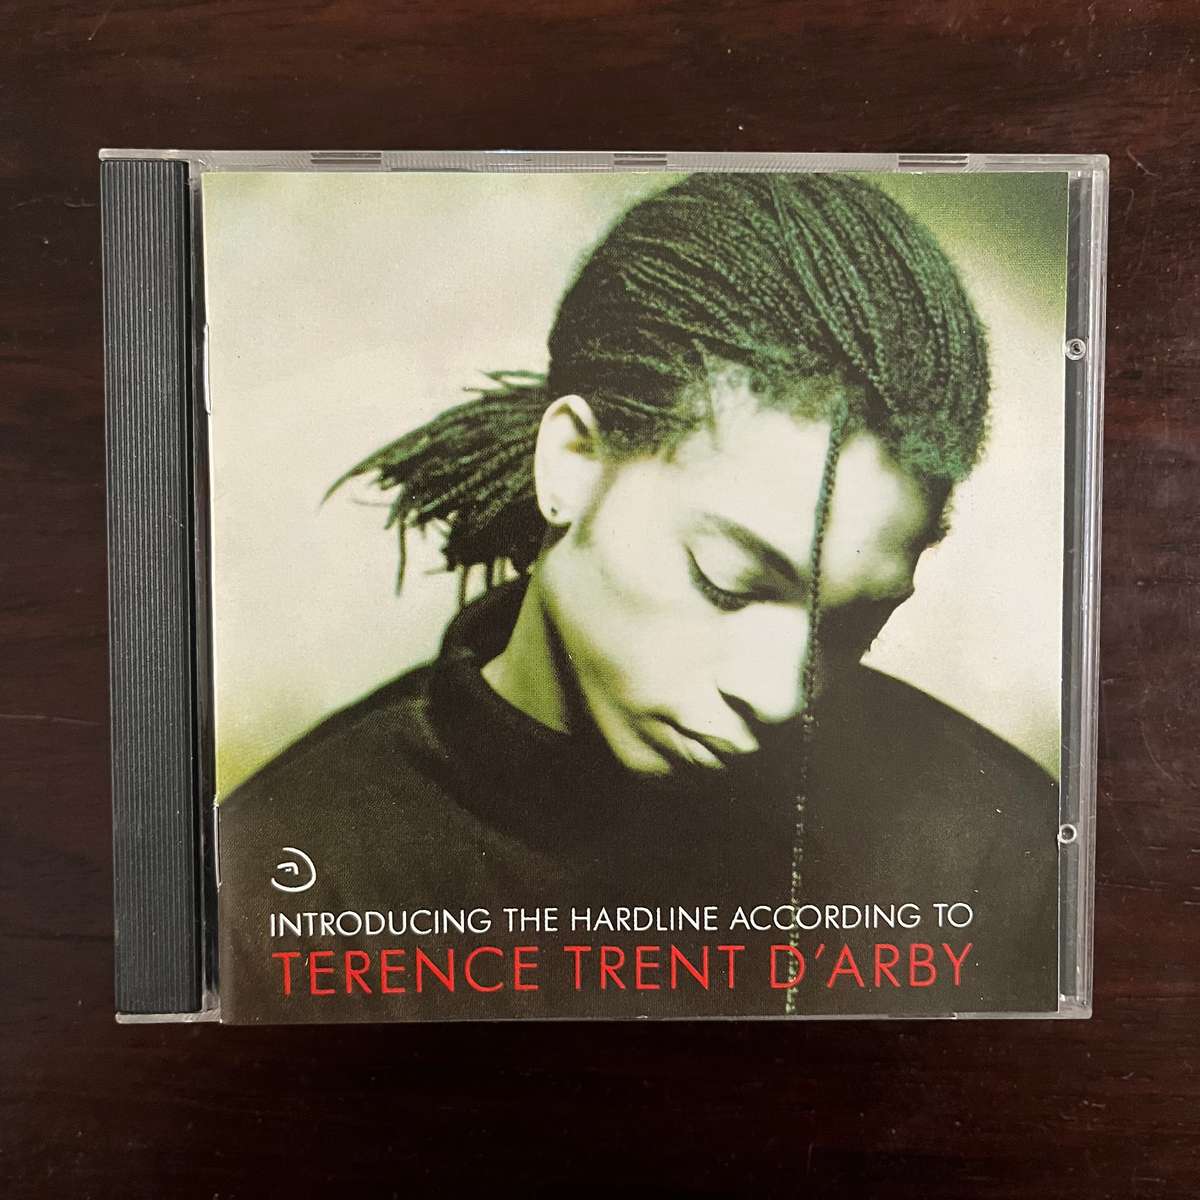 INTRODUCING THE HARDLINE ACCORDING TO
TERENCE TRENT D'ARBY